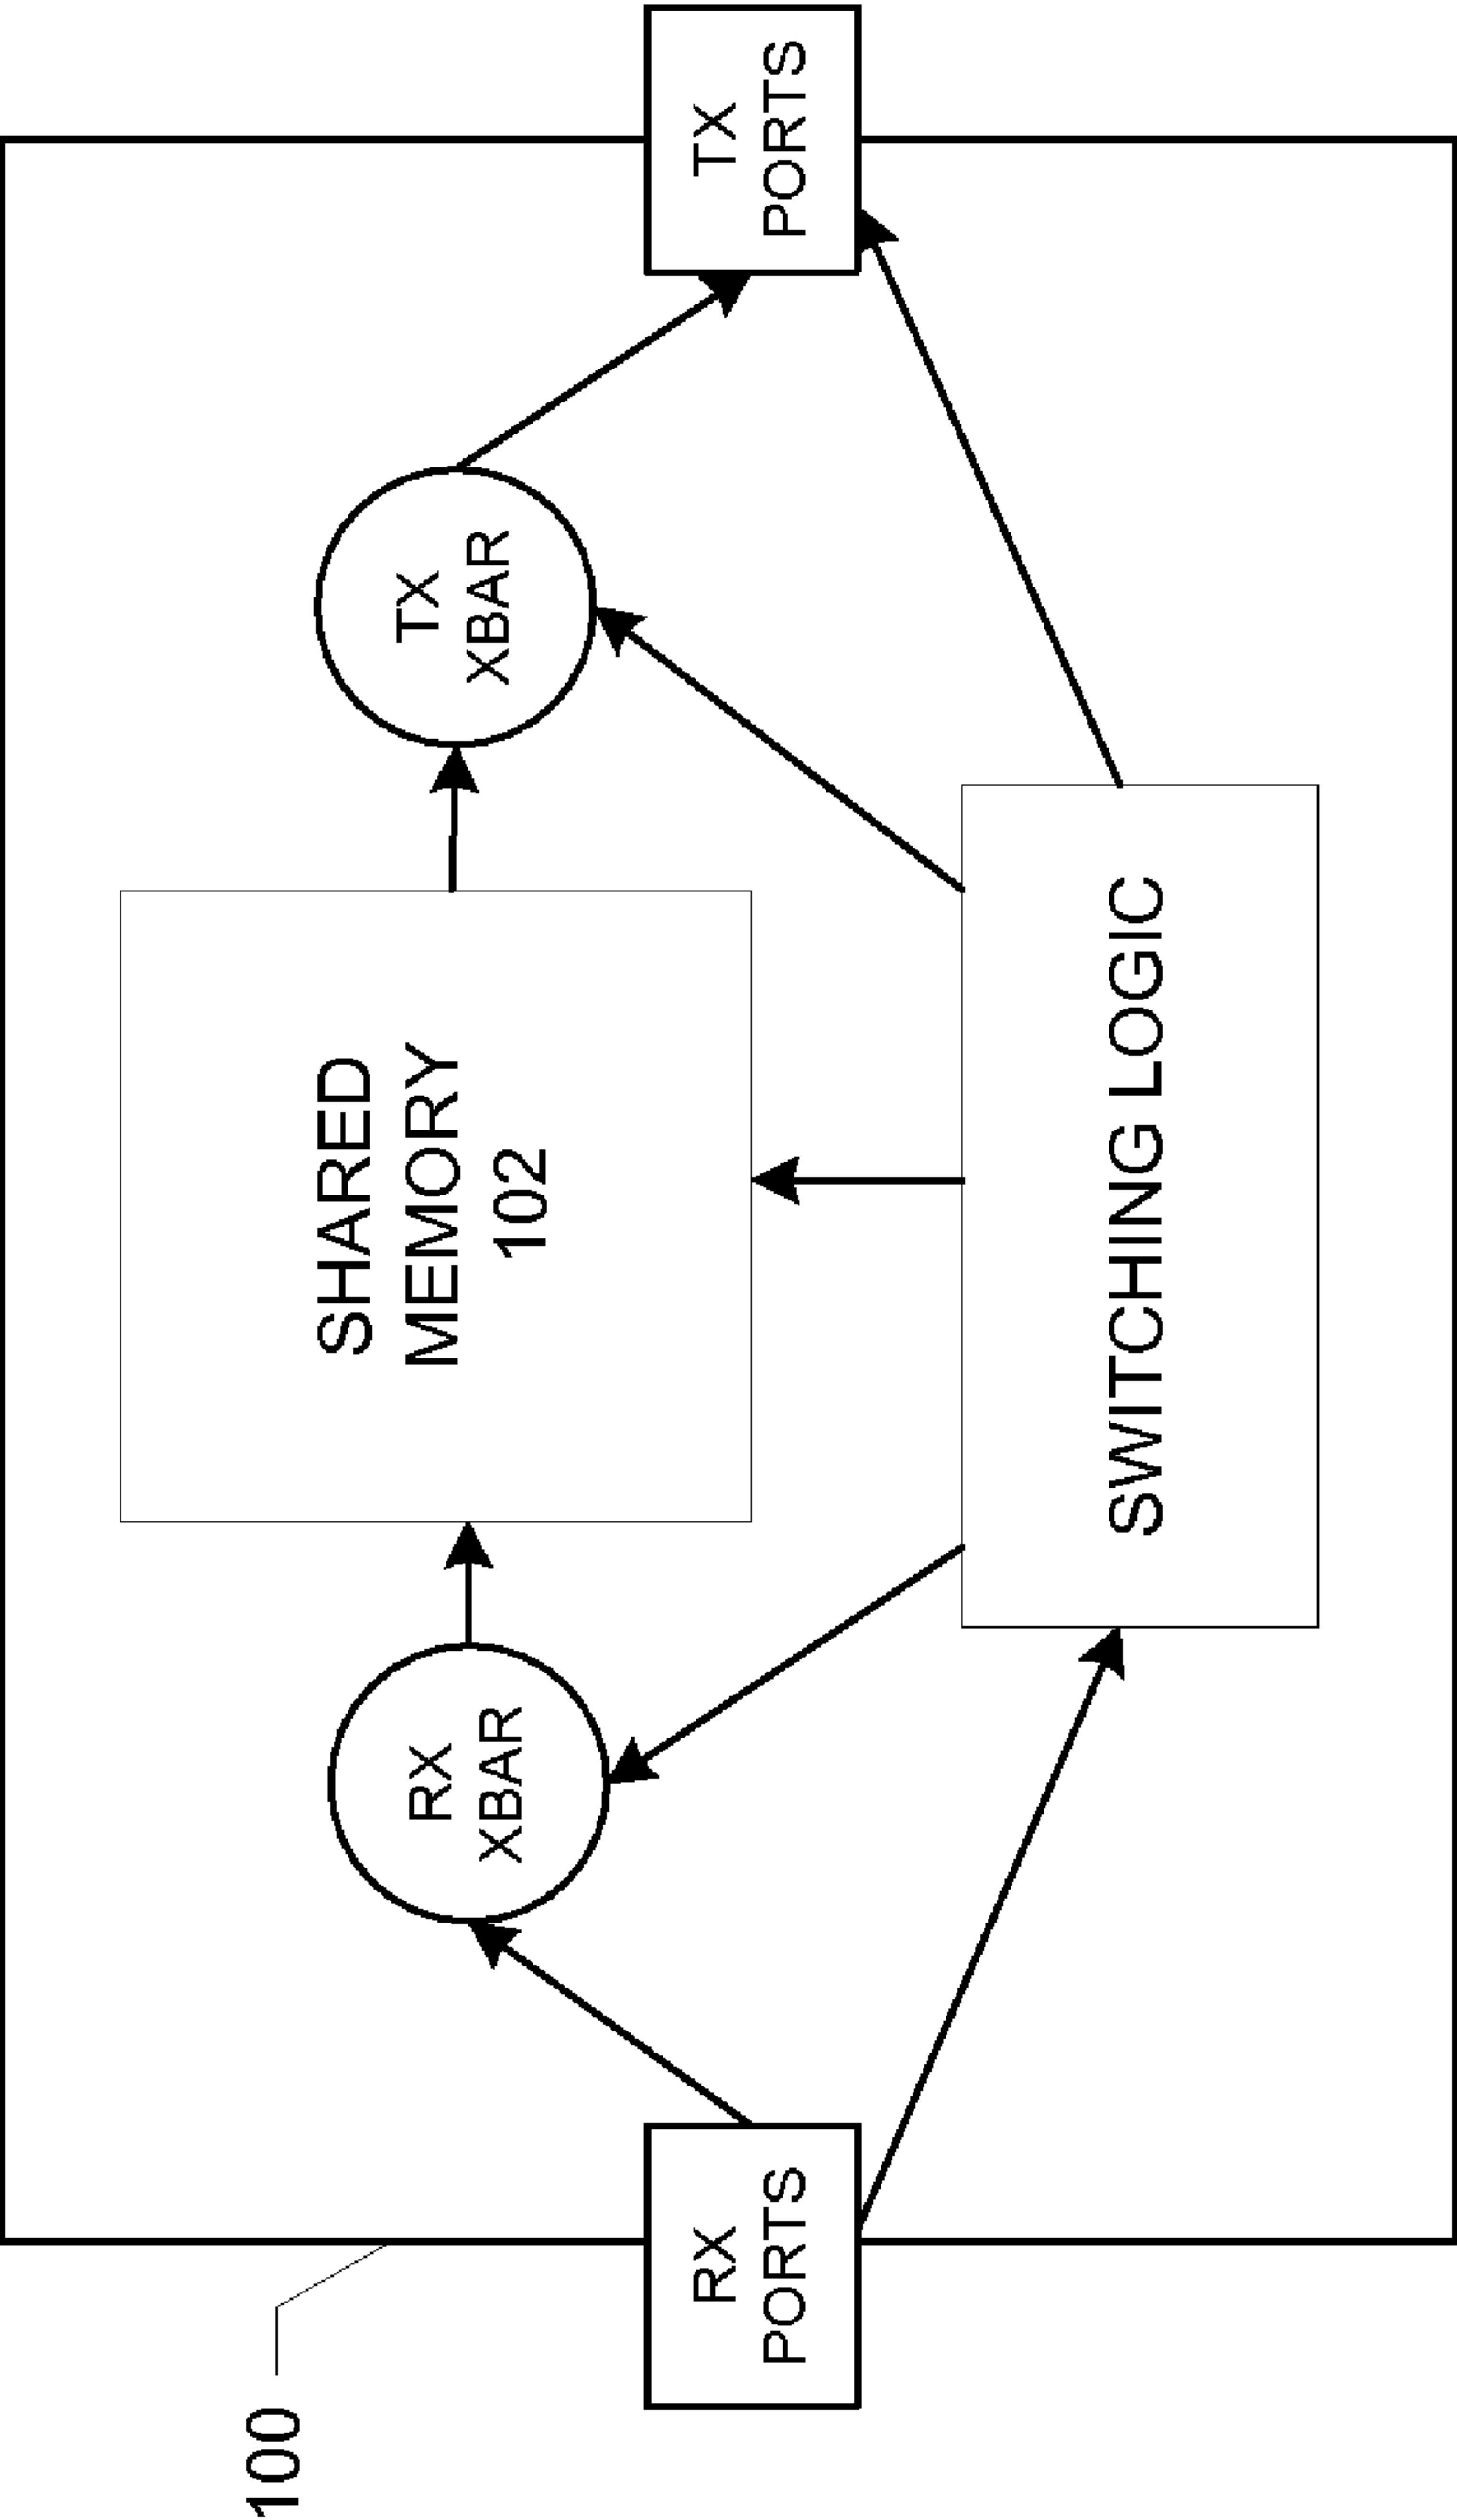 100
RX
PORTS
RX
XBAR
SHARED
MEMORY
102
SWITCHING LOGIC
TX
XBAR
TX
PORTS